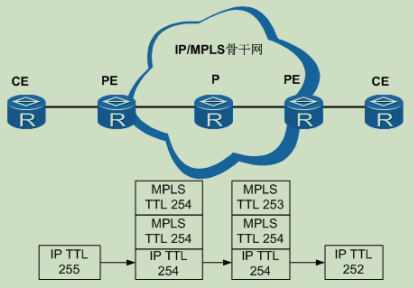 IP/MPLS骨干网
CE
PE
P
PE
CE
R
R
R
R
R
MPLS
TTL 254
MPLS
TTL 254
IP TTL
254
MPLS
TTL 253
MPLS
TTL 254
IP TTL
254
IP TTL
255
IP TTL
252